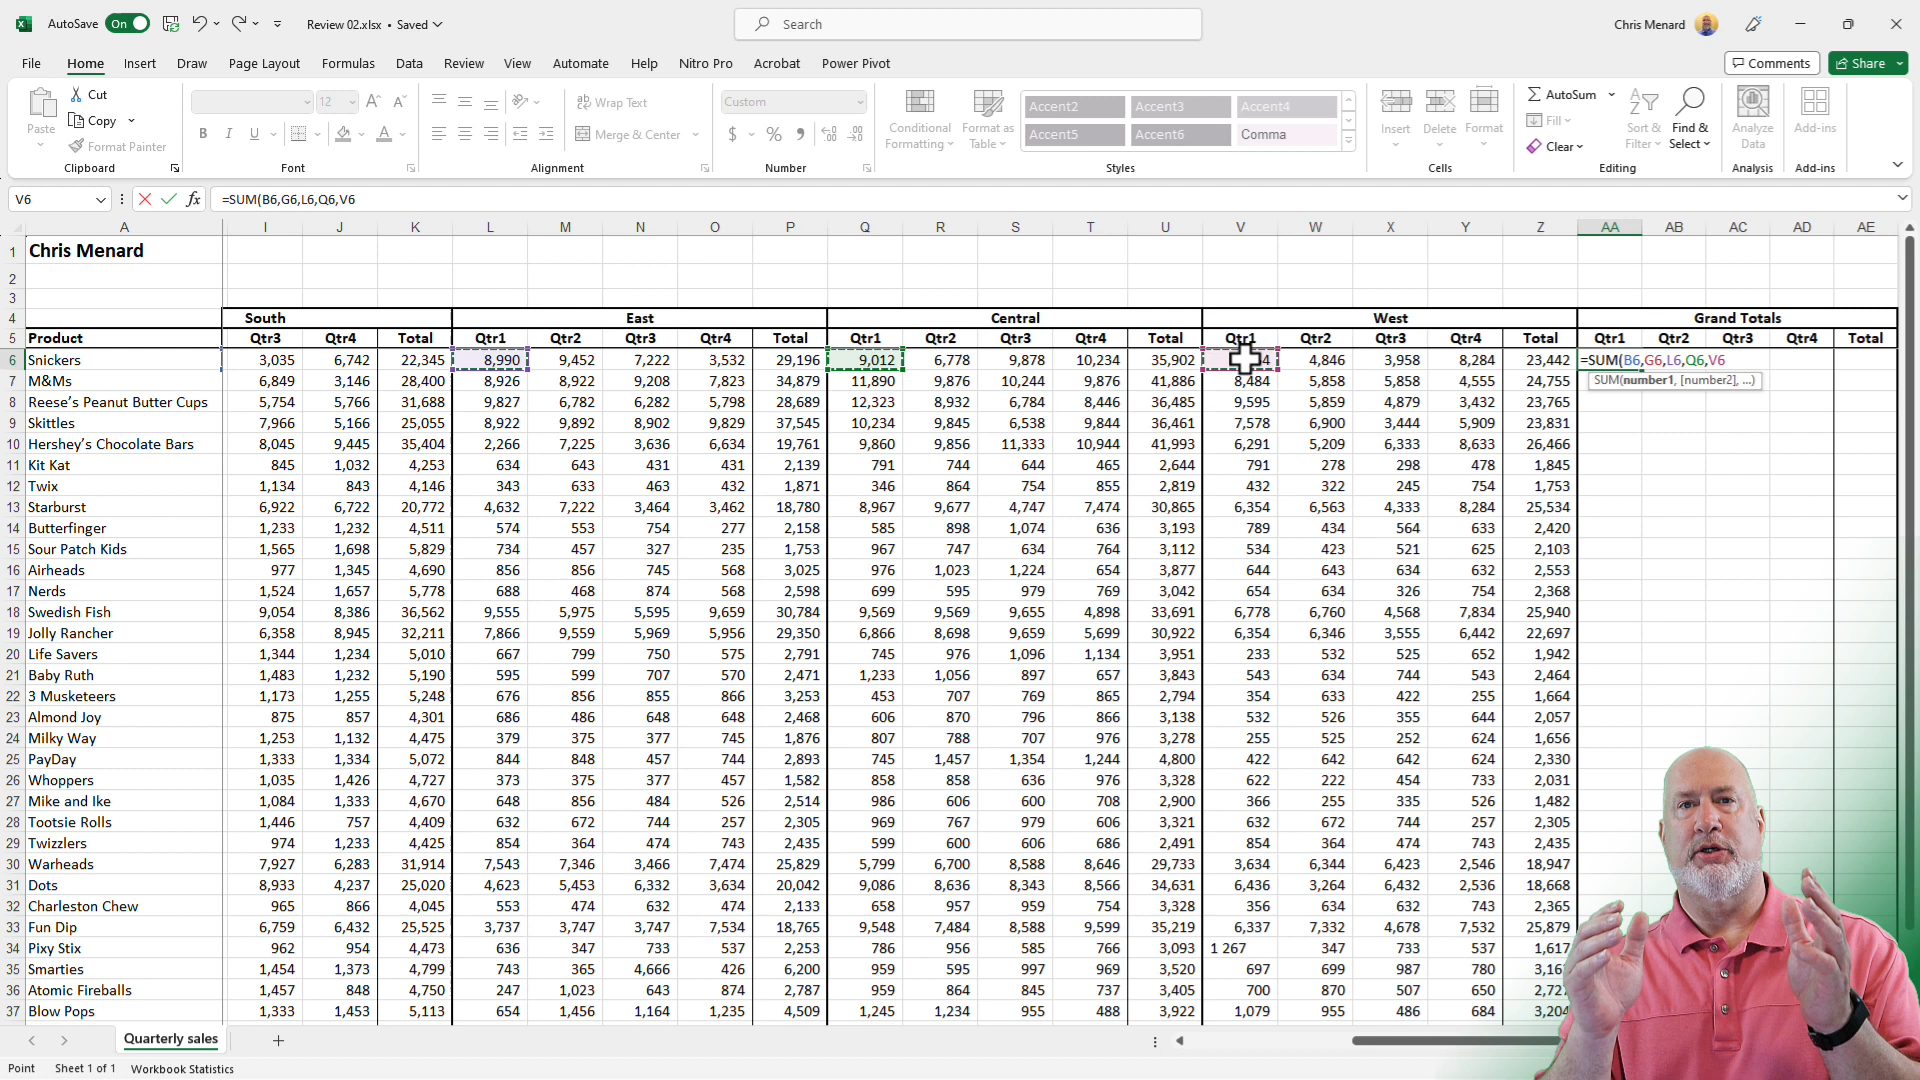 AutoSave On Review 02.xlsx • Saved Search Chris Menard
File Home Insert Draw Page Layout Formulas Data Review View Automate Help Nitro Pro Acrobat Power Pivot Comments Share
Paste Cut Copy Format Painter Clipboard
12 B I U Font
Wrap Text Merge & Center Alignment
Custom $ % Number
Conditional Formatting Format as Table Accent2 Accent3 Accent4 Accent5 Accent6 Comma Styles
Insert Delete Format Cells
AutoSum Fill Clear Sort & Filter Find & Select Editing
Analyze Data Analysis Add-ins Add-ins
V6 fx =SUM(B6,G6,L6,Q6,V6
A I J K L M N O P Q R S T U V W X Y Z AA AB AC AD AE
1 Chris Menard
2
3
4 South East Central West Grand Totals
5 Product Qtr3 Qtr4 Total Qtr1 Qtr2 Qtr3 Qtr4 Total Qtr1 Qtr2 Qtr3 Qtr4 Total Qtr1 Qtr2 Qtr3 Qtr4 Total Qtr1 Qtr2 Qtr3 Qtr4 Total
6 Snickers 3,035 6,742 22,345 8,990 9,452 7,222 3,532 29,196 9,012 6,778 9,878 10,234 35,902 4,846 3,958 8,284 23,442 =SUM(B6,G6,L6,Q6,V6
SUM(number1, [number2], ...)
7 M&Ms 6,849 3,146 28,400 8,926 8,922 9,208 7,823 34,879 11,890 9,876 10,244 9,876 41,886 8,484 5,858 5,858 4,555 24,755
8 Reese's Peanut Butter Cups 5,754 5,766 31,688 9,827 6,782 6,282 5,798 28,689 12,323 8,932 6,784 8,446 36,485 9,595 5,859 4,879 3,432 23,765
9 Skittles 7,966 5,166 25,055 8,922 9,892 8,902 9,829 37,545 10,234 9,845 6,538 9,844 36,461 7,578 6,900 3,444 5,909 23,831
10 Hershey's Chocolate Bars 8,045 9,445 35,404 2,266 7,225 3,636 6,634 19,761 9,860 9,856 11,333 10,944 41,993 6,291 5,209 6,333 8,633 26,466
11 Kit Kat 845 1,032 4,253 634 643 431 431 2,139 791 744 644 465 2,644 791 278 298 478 1,845
12 Twix 1,134 843 4,146 343 633 463 432 1,871 346 864 754 855 2,819 432 322 245 754 1,753
13 Starburst 6,922 6,722 20,772 4,632 7,222 3,464 3,462 18,780 8,967 9,677 4,747 7,474 30,865 6,354 6,563 4,333 8,284 25,534
14 Butterfinger 1,233 1,232 4,511 574 553 754 277 2,158 585 898 1,074 636 3,193 789 434 564 633 2,420
15 Sour Patch Kids 1,565 1,698 5,829 734 457 327 235 1,753 967 747 634 764 3,112 534 423 521 625 2,103
16 Airheads 977 1,345 4,690 856 856 745 568 3,025 976 1,023 1,224 654 3,877 644 643 634 632 2,553
17 Nerds 1,524 1,657 5,778 688 468 874 568 2,598 699 595 979 769 3,042 654 634 326 754 2,368
18 Swedish Fish 9,054 8,386 36,562 9,555 5,975 5,595 9,659 30,784 9,569 9,569 9,655 4,898 33,691 6,778 6,760 4,568 7,834 25,940
19 Jolly Rancher 6,358 8,945 32,211 7,866 9,559 5,969 5,956 29,350 6,866 8,698 9,659 5,699 30,922 6,354 6,346 3,555 6,442 22,697
20 Life Savers 1,344 1,234 5,010 667 799 750 575 2,791 745 976 1,096 1,134 3,951 233 532 525 652 1,942
21 Baby Ruth 1,483 1,232 5,190 595 599 707 570 2,471 1,233 1,056 897 657 3,843 543 634 744 543 2,464
22 3 Musketeers 1,173 1,255 5,248 676 856 855 866 3,253 453 707 769 865 2,794 354 633 422 255 1,664
23 Almond Joy 875 857 4,301 686 486 648 648 2,468 606 870 796 866 3,138 532 526 355 644 2,057
24 Milky Way 1,253 1,132 4,475 379 375 377 745 1,876 807 788 707 976 3,278 255 525 252 624 1,656
25 PayDay 1,333 1,334 5,072 844 848 457 744 2,893 745 1,457 1,354 1,244 4,800 422 642 642 624 2,330
26 Whoppers 1,035 1,426 4,727 373 375 377 457 1,582 858 858 636 976 3,328 622 222 454 733 2,031
27 Mike and Ike 1,084 1,333 4,670 648 856 484 526 2,514 986 606 600 708 2,900 366 255 335 526 1,482
28 Tootsie Rolls 1,446 757 4,409 632 672 744 257 2,305 969 767 979 606 3,321 632 672 744 257 2,305
29 Twizzlers 974 1,233 4,425 854 364 474 743 2,435 599 600 606 686 2,491 854 364 474 743 2,435
30 Warheads 7,927 6,283 31,914 7,543 7,346 3,466 7,474 25,829 5,799 6,700 8,588 8,646 29,733 3,634 6,344 6,423 2,546 18,947
31 Dots 8,933 4,237 25,020 4,623 5,453 6,332 3,634 20,042 9,086 8,636 8,343 8,566 34,631 6,436 3,264 6,432 2,536 18,668
32 Charleston Chew 965 866 4,045 553 474 632 474 2,133 658 957 959 754 3,328 356 634 632 743 2,365
33 Fun Dip 6,759 6,432 25,525 3,737 3,747 3,747 7,534 18,765 9,548 7,484 8,588 9,599 35,219 6,337 7,332 4,678 7,532 25,879
34 Pixy Stix 962 954 4,473 636 347 733 537 2,253 786 956 585 766 3,093 1 267 347 733 537 1,617
35 Smarties 1,454 1,373 4,799 743 365 4,666 426 6,200 959 595 997 969 3,520 697 699 987 780
36 Atomic Fireballs 1,457 848 4,750 247 1,023 643 874 2,787 959 864 845 737 3,405 700 870 507 650
37 Blow Pops 1,333 1,453 5,113 654 1,456 1,164 1,235 4,509 1,245 1,234 955 488 3,922 1,079 955 486 684
Quarterly sales
Point Sheet 1 of 1 Workbook Statistics